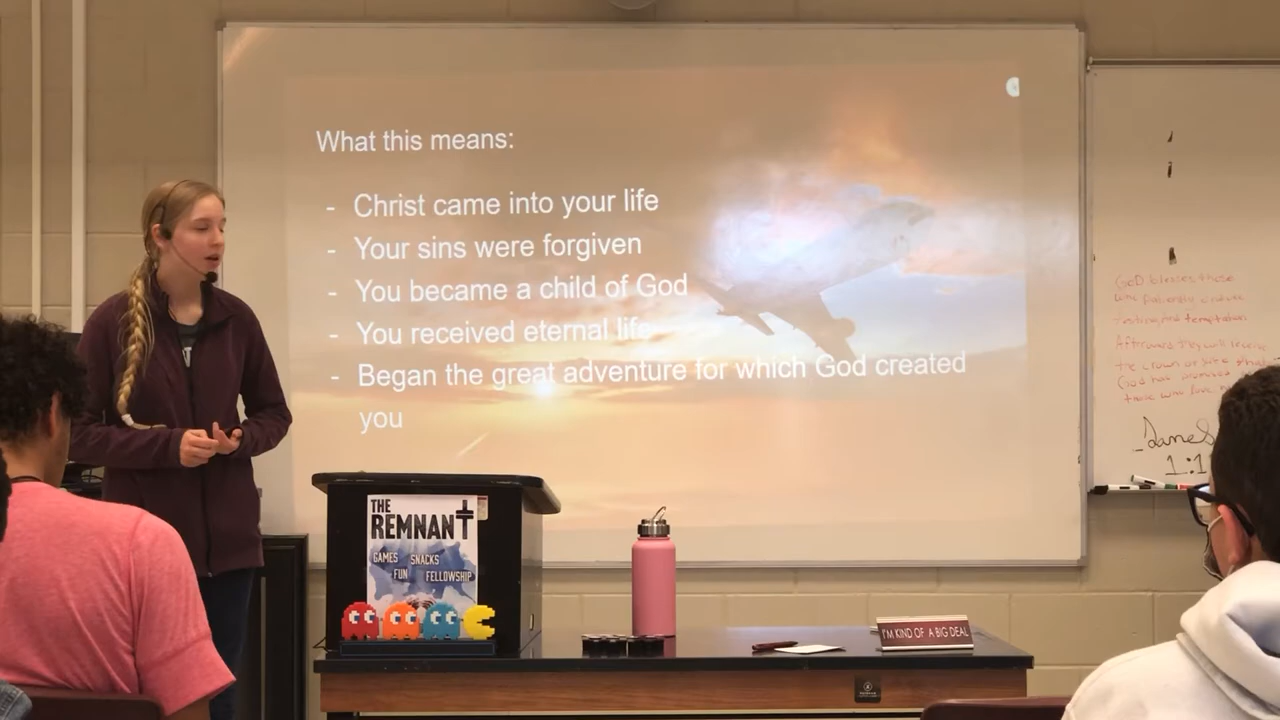 What this means:
- Christ came into your life
- Your sins were forgiven
- You became a child of God
- You received eternal life
- Began the great adventure for which God created
you
THE
REMNANT
GAMES SNACKS
FUN FELLOWSHIP
I'M KIND OF A BIG DEAL
GOD blesses those
who patiently endure
testing and temptation
Afterward they will receive
the crown of life that
God has promised
those who love
James
1:1